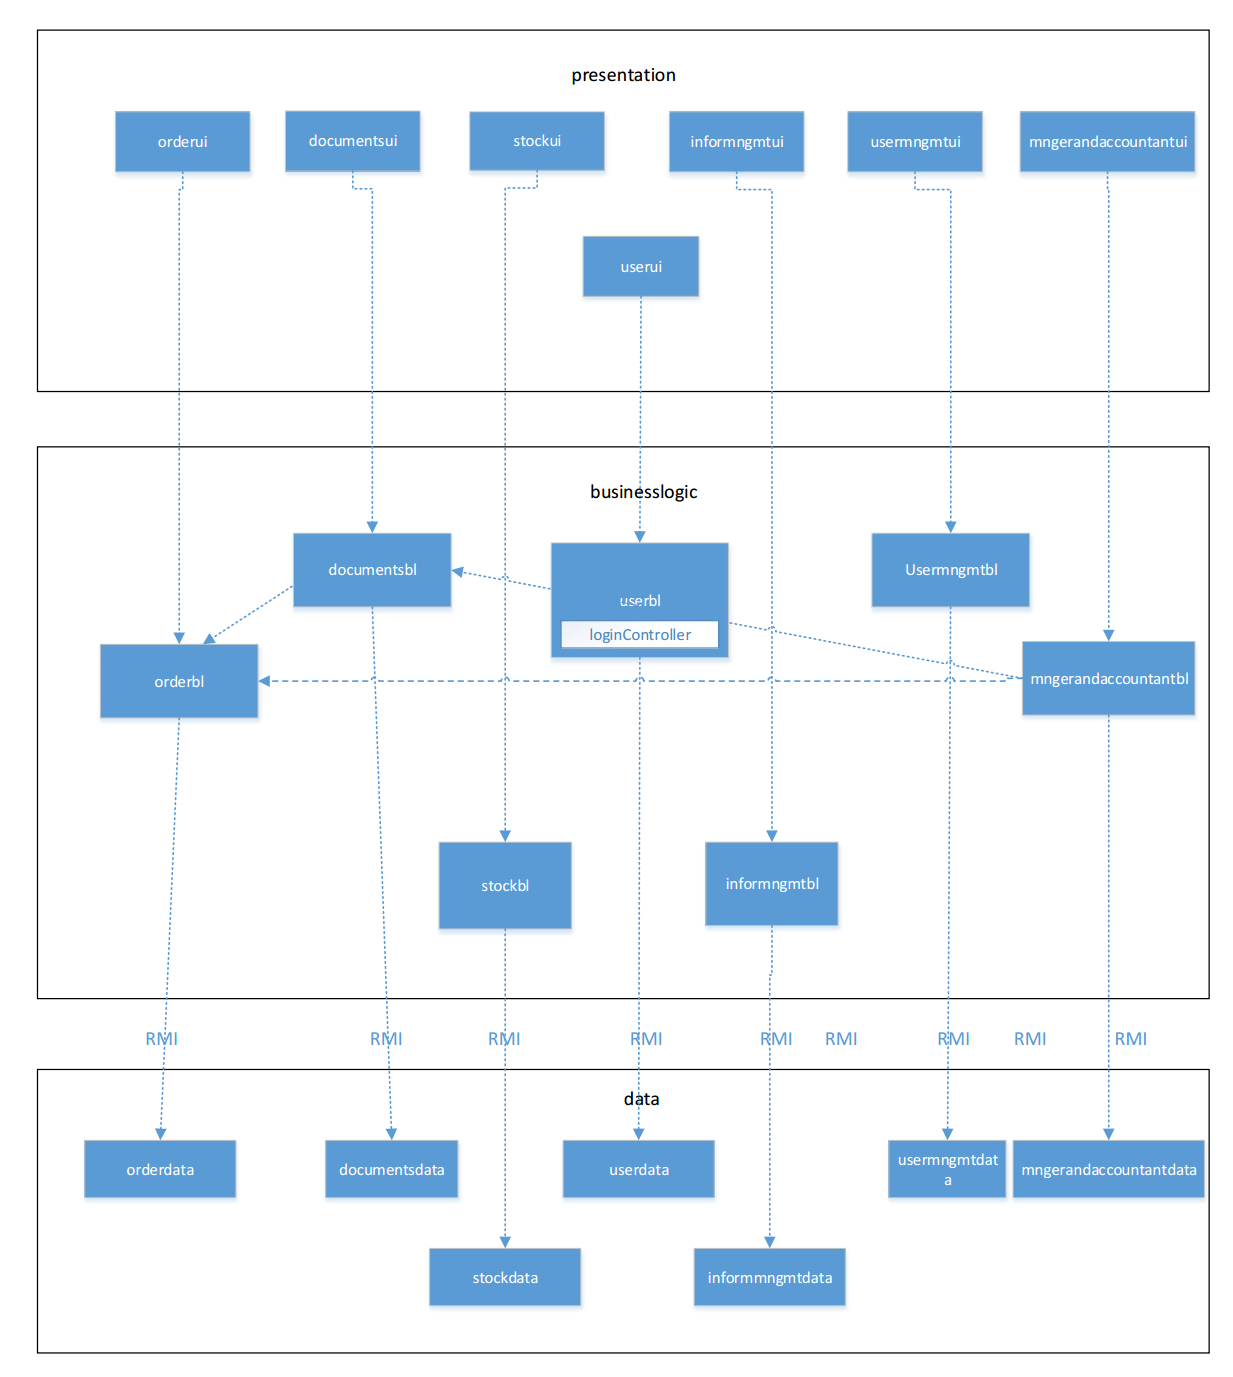 presentation
orderui
documentsui
stockui
informngmtui
usermngmtui
mngerandaccountantui
userui
businesslogic
documentsbl
userbl
loginController
Usermngmtbl
orderbl
mngerandaccountantbl
stockbl
informngmtbl
RMI
RMI
RMI
RMI
RMI
RMI
RMI
RMI
RMI
data
orderdata
documentsdata
userdata
usermngmtdat
a
mngerandaccountantdata
stockdata
informmngmtdata